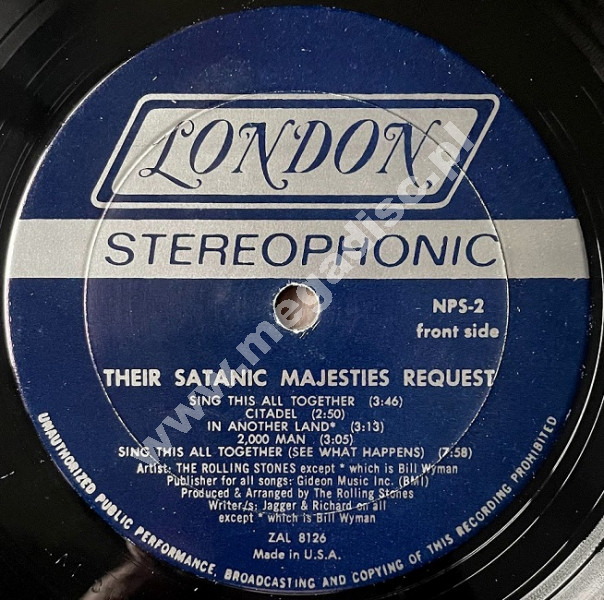 LONDON
STEREOPHONIC
NPS-2
front side
THEIR SATANIC MAJESTIES REQUEST
SING THIS ALL TOGETHER (3:46)
CITADEL (2:50)
IN ANOTHER LAND* (3:13)
2,000 MAN (3:05)
SING THIS ALL TOGETHER (SEE WHAT HAPPENS) (7:58)
Artist: THE ROLLING STONES except * which is Bill Wyman
Publisher for all songs: Gideon Music Inc. (BMI)
Produced & Arranged by The Rolling Stones
Writer/s: Jagger & Richard on all
except * which is Bill Wyman
ZAL 8126
Made in U.S.A.
UNAUTHORIZED PUBLIC PERFORMANCE, BROADCASTING AND COPYING OF THIS RECORDING PROHIBITED
www.megadisc.pl